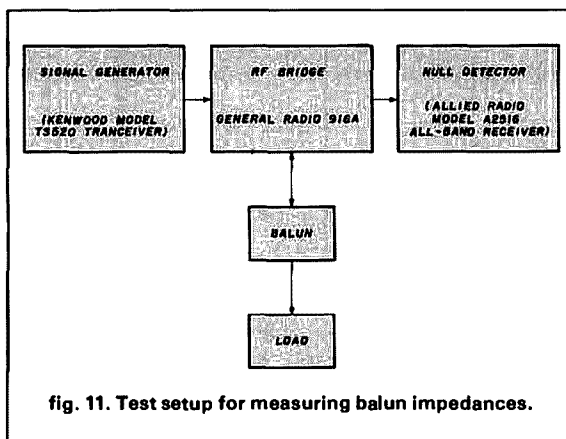 SIGNAL GENERATOR
(KENWOOD MODEL
TS520 TRANCEIVER)
RF BRIDGE
GENERAL RADIO 916A
NULL DETECTOR
(ALLIED RADIO
MODEL A2516
ALL-BAND RECEIVER)
BALUN
LOAD
fig. 11. Test setup for measuring balun impedances.